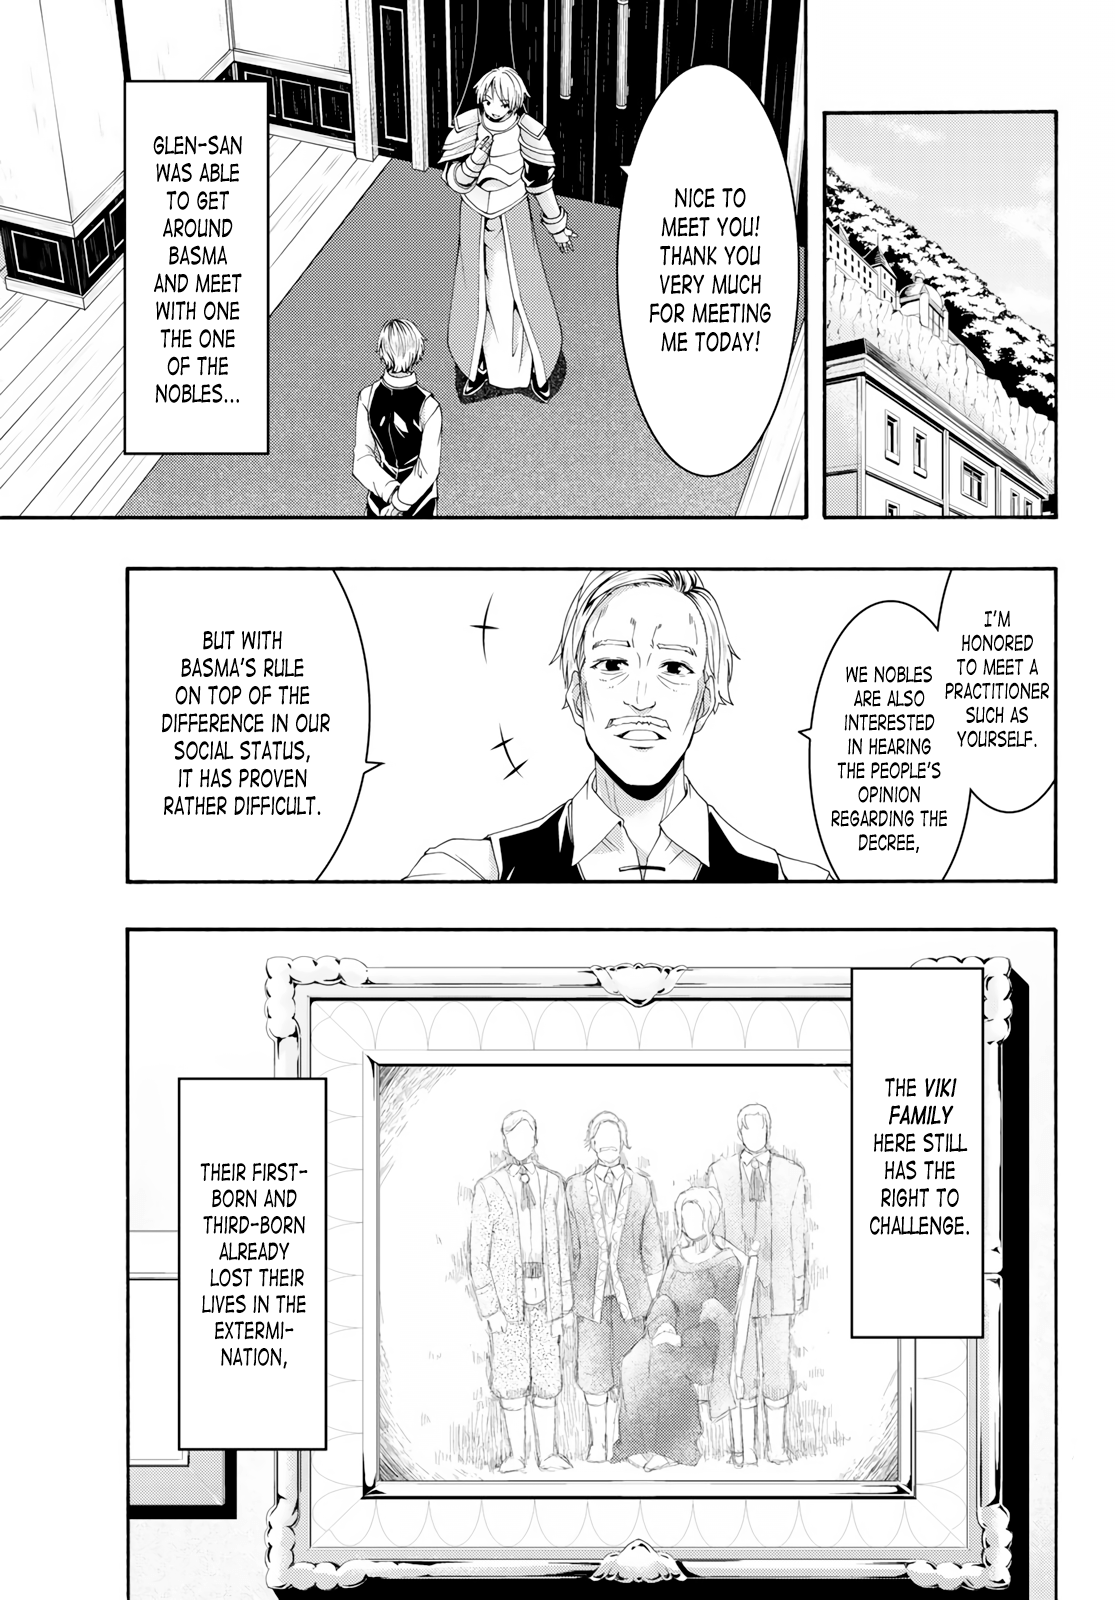 NICE TO
MEET YOU!
THANK YOU
VERY MUCH
FOR MEETING
ME TODAY!
GLEN-SAN
WAS ABLE
TO GET
AROUND
BASMA
AND MEET
WITH ONE
THE ONE
OF THE
NOBLES...
I'M
HONORED
TO MEET A
PRACTITIONER
SUCH AS
YOURSELF.
WE NOBLES
ARE ALSO
INTERESTED
IN HEARING
THE PEOPLE'S
OPINION
REGARDING THE
DECREE,
BUT WITH
BASMA'S RULE
ON TOP OF THE
DIFFERENCE IN OUR
SOCIAL STATUS,
IT HAS PROVEN
RATHER DIFFICULT.
THE VIKI
FAMILY
HERE STILL
HAS THE
RIGHT TO
CHALLENGE.
THEIR FIRST-
BORN AND
THIRD-BORN
ALREADY
LOST THEIR
LIVES IN THE
EXTERMI-
NATION,